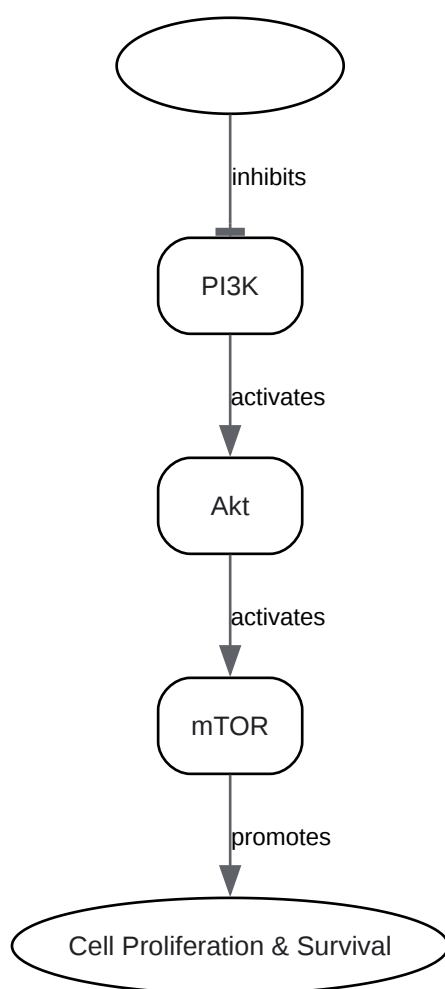 inhibits
PI3K
activates
Akt
activates
mTOR
promotes
Cell Proliferation & Survival